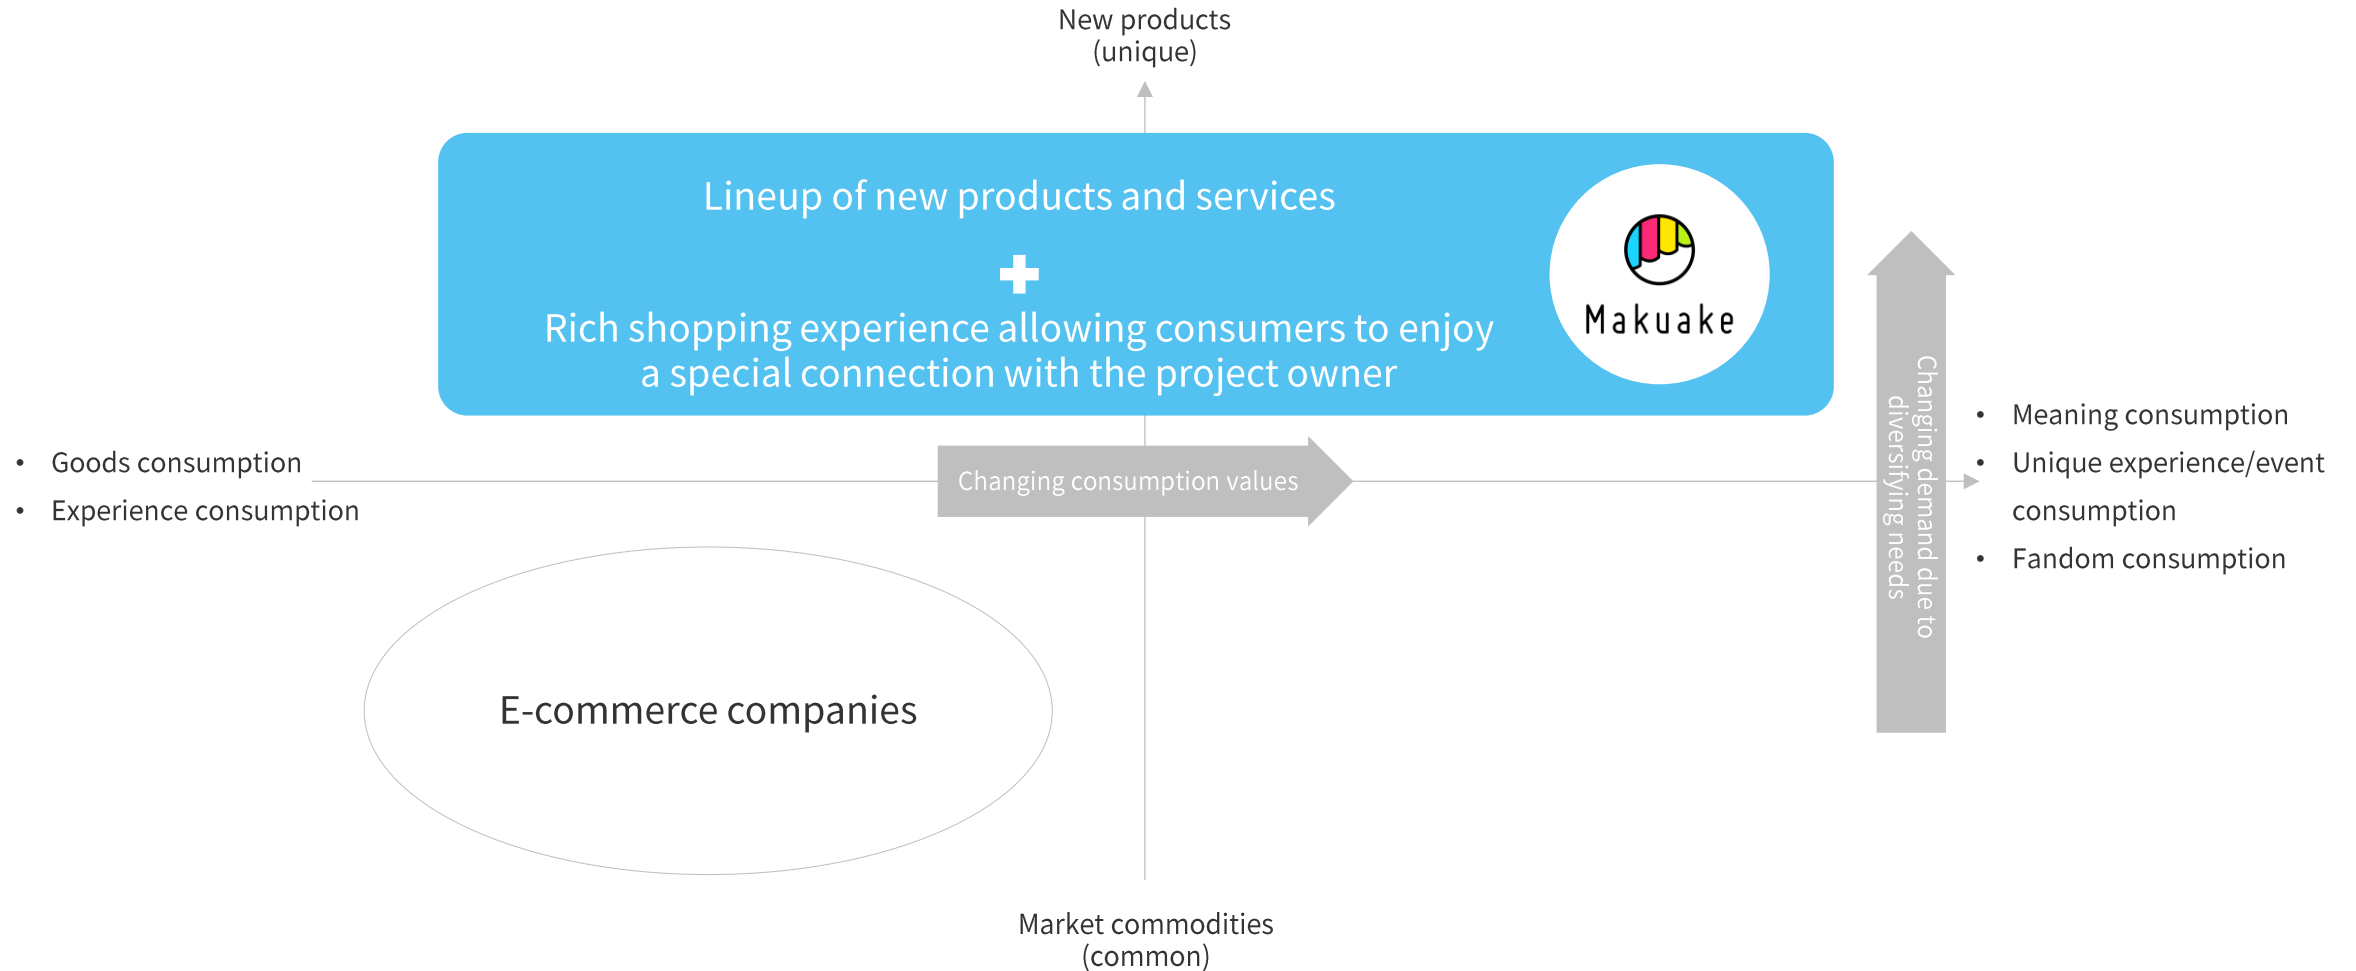 New products
(unique)
Lineup of new products and services
Rich shopping experience allowing consumers to enjoy
a special connection with the project owner
Makuake
• Goods consumption
• Experience consumption
Changing consumption values
Changing demand due to
diversifying needs
• Meaning consumption
• Unique experience/event
consumption
• Fandom consumption
E-commerce companies
Market commodities
(common)